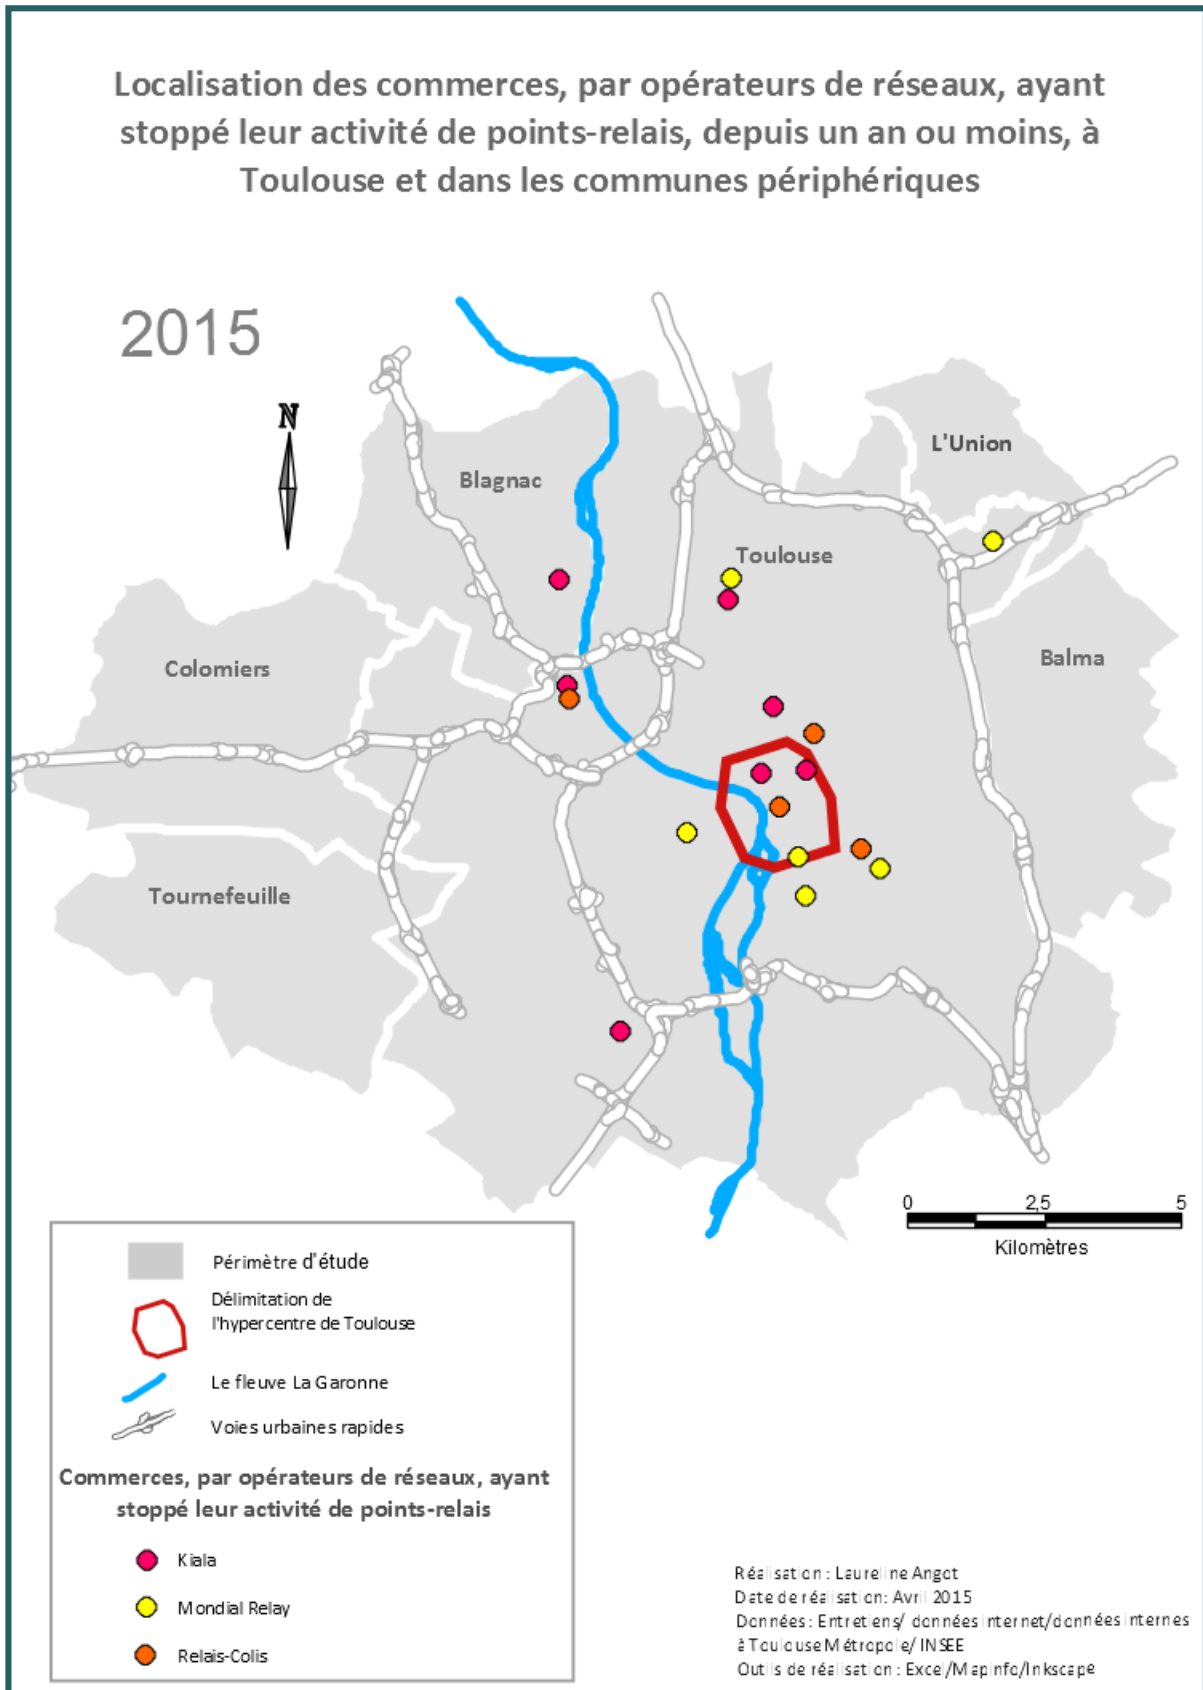 Localisation des commerces, par opérateurs de réseaux, ayant
stoppé leur activité de points-relais, depuis un an ou moins, à
Toulouse et dans les communes périphériques
2015
N
L'Union
Blagnac
Toulouse
Colomiers
Balma
Tournefeuille
0 2,5 5
Kilomètres
Périmètre d'étude
Délimitation de
l'hypercentre de Toulouse
Le fleuve La Garonne
Voies urbaines rapides
Commerces, par opérateurs de réseaux, ayant
stoppé leur activité de points-relais
Kiala
Mondial Relay
Relais-Colis
Réalisation : Laureline Angot
Date de réalisation: Avril 2015
Données : Entretiens/ données internet/données internes
à Toulouse Métropole/ INSEE
Outils de réalisation : Excel/Mapinfo/Inkscape